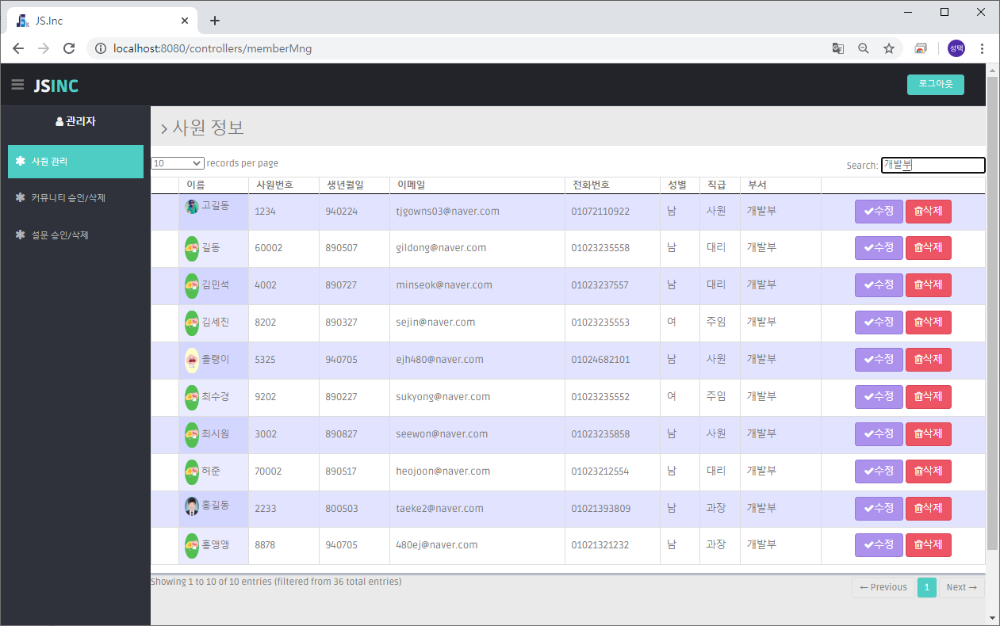 JS.Inc
localhost:8080/controllers/memberMng
성택
JSINC
로그아웃
관리자
사원 관리
커뮤니티 승인/삭제
설문 승인/삭제
사원 정보
10 records per page
Search: 개발부
이름 사원번호 생년월일 이메일 전화번호 성별 직급 부서
고길동 1234 940224 tjgowns03@naver.com 01072110922 남 사원 개발부 수정 삭제
길동 60002 890507 gildong@naver.com 01023235558 남 대리 개발부 수정 삭제
김민석 4002 890727 minseok@naver.com 01023237557 남 대리 개발부 수정 삭제
김세진 8202 890327 sejin@naver.com 01023235553 여 주임 개발부 수정 삭제
올랭이 5325 940705 ejh480@naver.com 01024682101 남 사원 개발부 수정 삭제
최수경 9202 890227 sukyong@naver.com 01023235552 여 주임 개발부 수정 삭제
최시원 3002 890827 seewon@naver.com 01023235858 남 사원 개발부 수정 삭제
허준 70002 890517 heojoon@naver.com 01023212554 남 대리 개발부 수정 삭제
홍길동 2233 800503 taeke2@naver.com 01021393809 남 과장 개발부 수정 삭제
홍앵앵 8878 940705 480ej@naver.com 01021321232 남 과장 개발부 수정 삭제
Showing 1 to 10 of 10 entries (filtered from 36 total entries)
← Previous 1 Next →